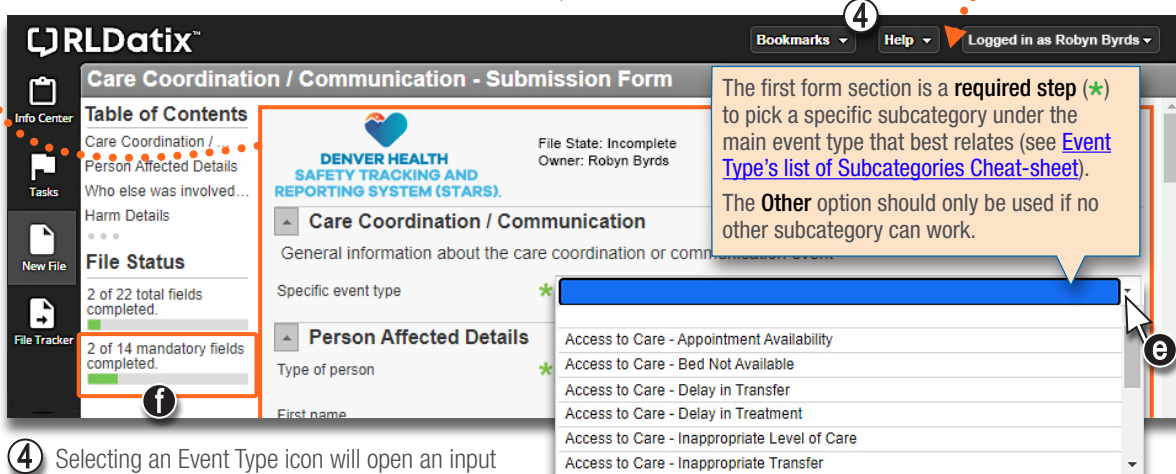 4
RLDatix™
Bookmarks
Help
Logged in as Robyn Byrds
Care Coordination / Communication - Submission Form
Info Center
Tasks
New File
File Tracker
Table of Contents
Care Coordination / ...
Person Affected Details
Who else was involved...
Harm Details
File Status
2 of 22 total fields
completed.
2 of 14 mandatory fields
completed.
f
DENVER HEALTH
SAFETY TRACKING AND
REPORTING SYSTEM (STARS).
File State: Incomplete
Owner: Robyn Byrds
The first form section is a required step (*)
to pick a specific subcategory under the
main event type that best relates (see Event
Type's list of Subcategories Cheat-sheet).
The Other option should only be used if no
other subcategory can work.
Care Coordination / Communication
General information about the care coordination or communication event
Specific event type *
e
Person Affected Details
Type of person *
First name
Access to Care - Appointment Availability
Access to Care - Bed Not Available
Access to Care - Delay in Transfer
Access to Care - Delay in Treatment
Access to Care - Inappropriate Level of Care
Access to Care - Inappropriate Transfer
4 Selecting an Event Type icon will open an input